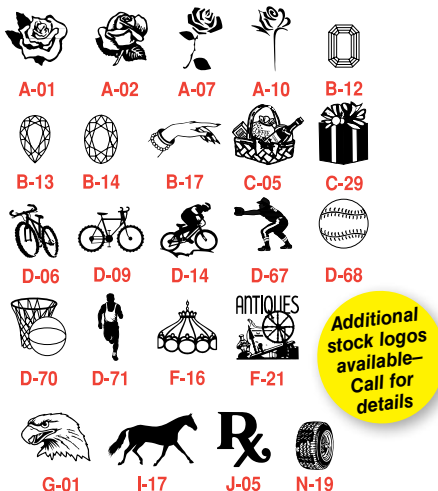 A-01 A-02 A-07 A-10 B-12
B-13 B-14 B-17 C-05 C-29
D-06 D-09 D-14 D-67 D-68
ANTIQUES
D-70 D-71 F-16 F-21
Additional
stock logos
available–
Call for
details
Rx
G-01 I-17 J-05 N-19